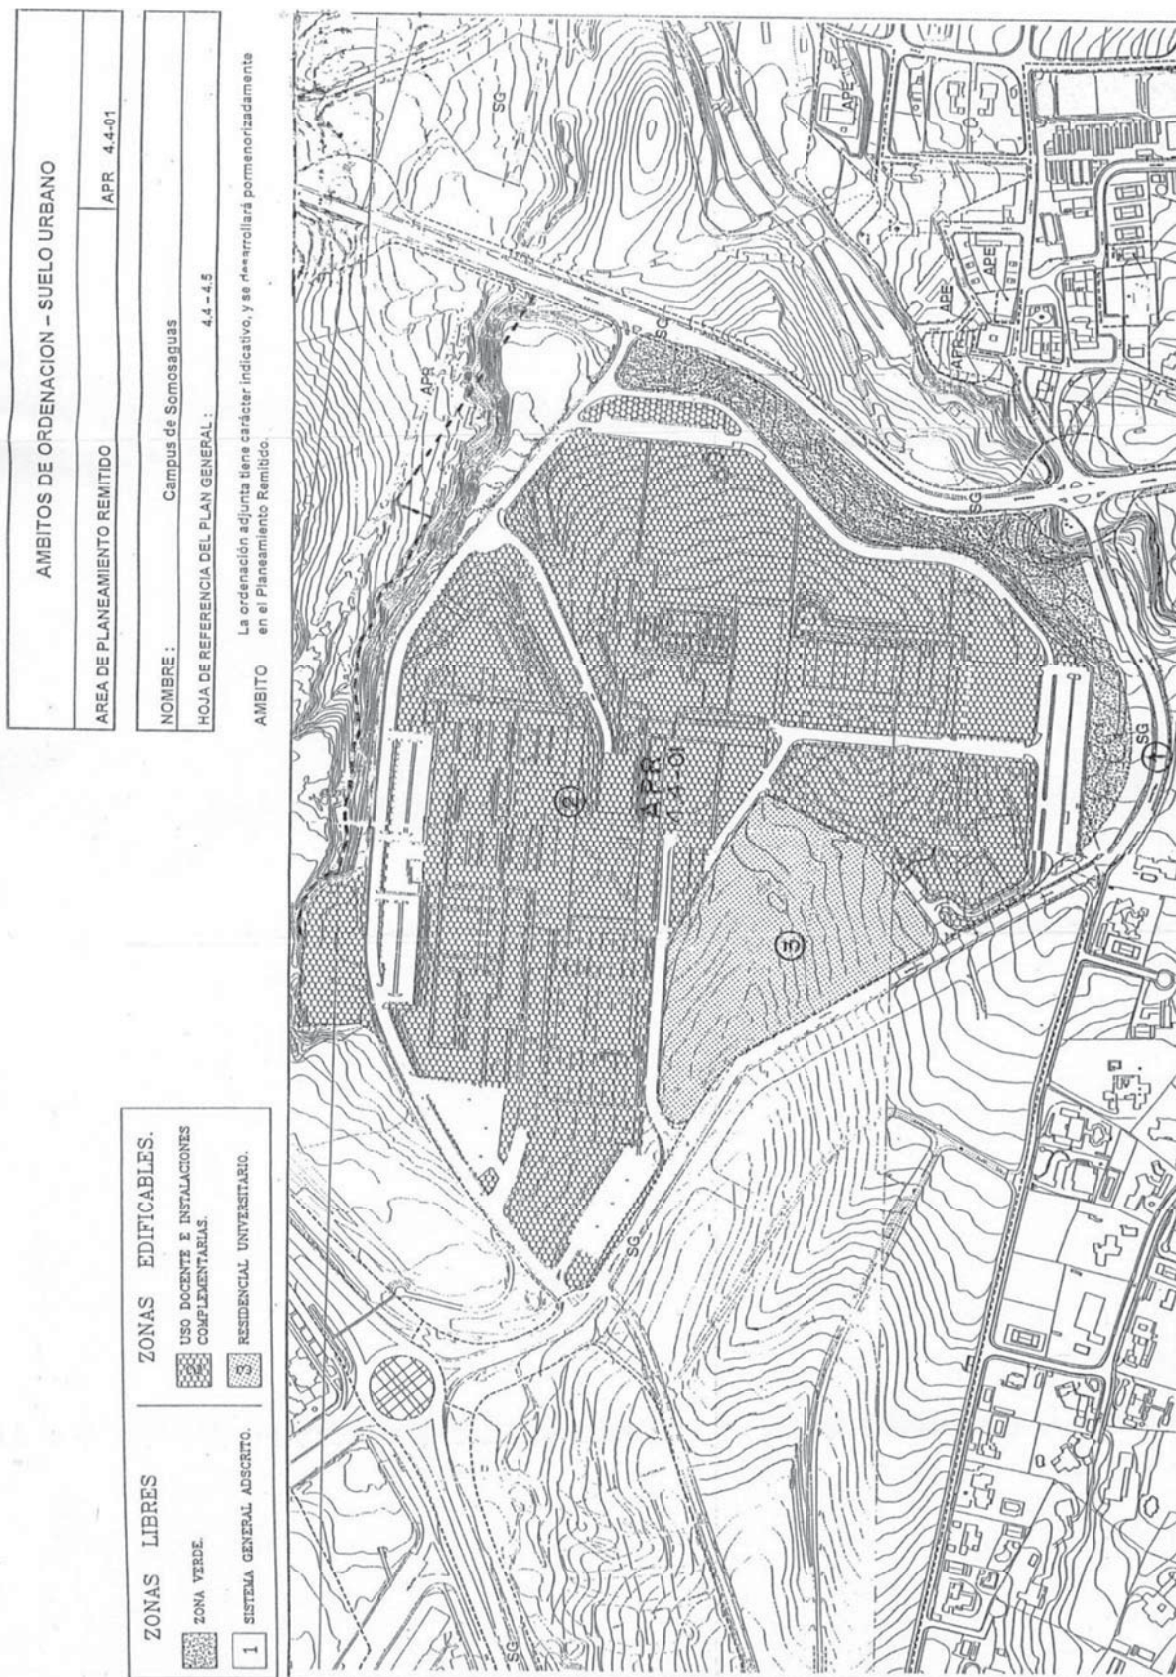 AMBITOS DE ORDENACION – SUELO URBANO
AREA DE PLANEAMIENTO REMITIDO
APR 4.4-01
NOMBRE : Campus de Somosaguas
HOJA DE REFERENCIA DEL PLAN GENERAL : 4,4 – 4,5
AMBITO
La ordenación adjunta tiene carácter indicativo, y se desarrollará pormenorizadamente
en el Planeamiento Remitido.
ZONAS LIBRES
ZONA VERDE.
1 SISTEMA GENERAL ADSCRITO.
ZONAS EDIFICABLES.
USO DOCENTE E INSTALACIONES
COMPLEMENTARIAS.
3 RESIDENCIAL UNIVERSITARIO.
SG
APR
SG
APE
APE
APE
APR
SG
SG
2
APR
4.4-01
3
SG
1
SG
SG